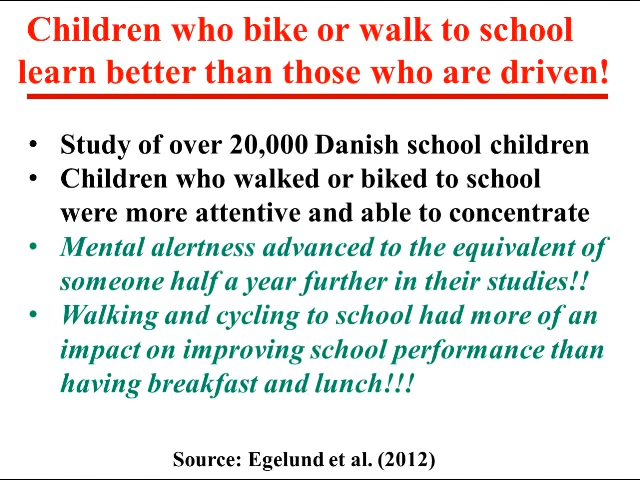 Children who bike or walk to school
learn better than those who are driven!
• Study of over 20,000 Danish school children
• Children who walked or biked to school
were more attentive and able to concentrate
• Mental alertness advanced to the equivalent of
someone half a year further in their studies!!
• Walking and cycling to school had more of an
impact on improving school performance than
having breakfast and lunch!!!
Source: Egelund et al. (2012)